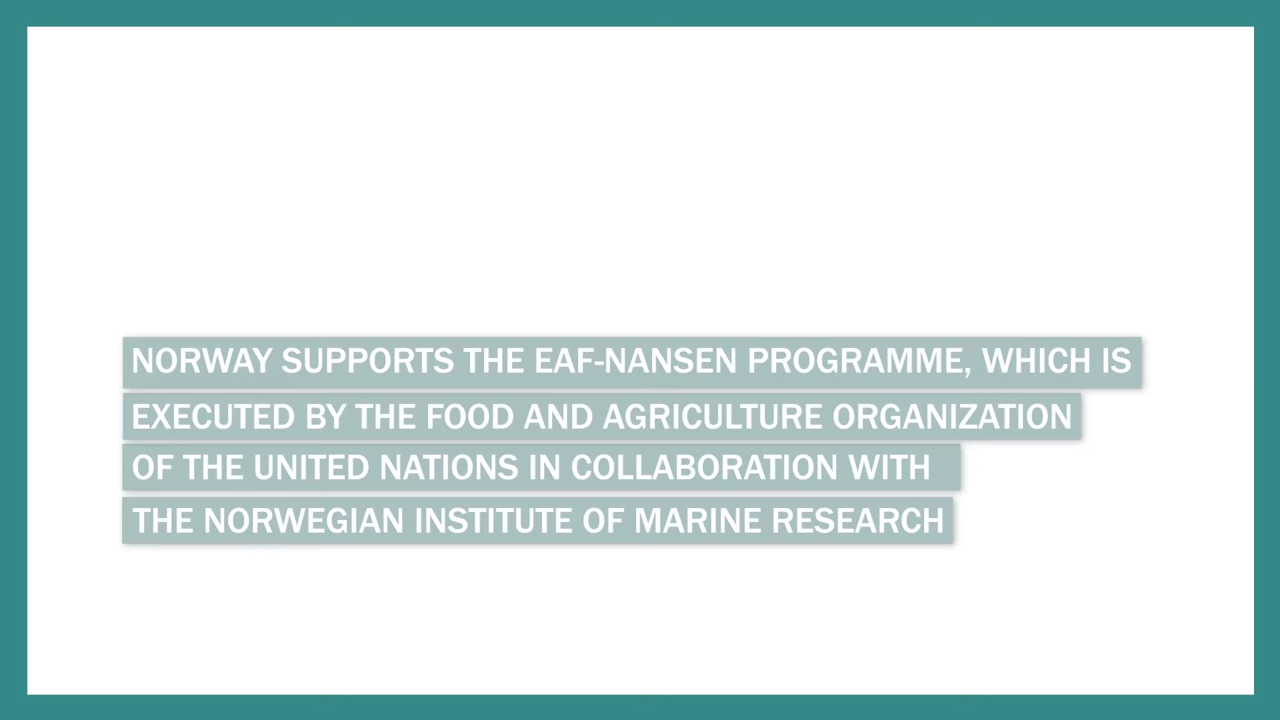 NORWAY SUPPORTS THE EAF-NANSEN PROGRAMME, WHICH IS
EXECUTED BY THE FOOD AND AGRICULTURE ORGANIZATION
OF THE UNITED NATIONS IN COLLABORATION WITH
THE NORWEGIAN INSTITUTE OF MARINE RESEARCH